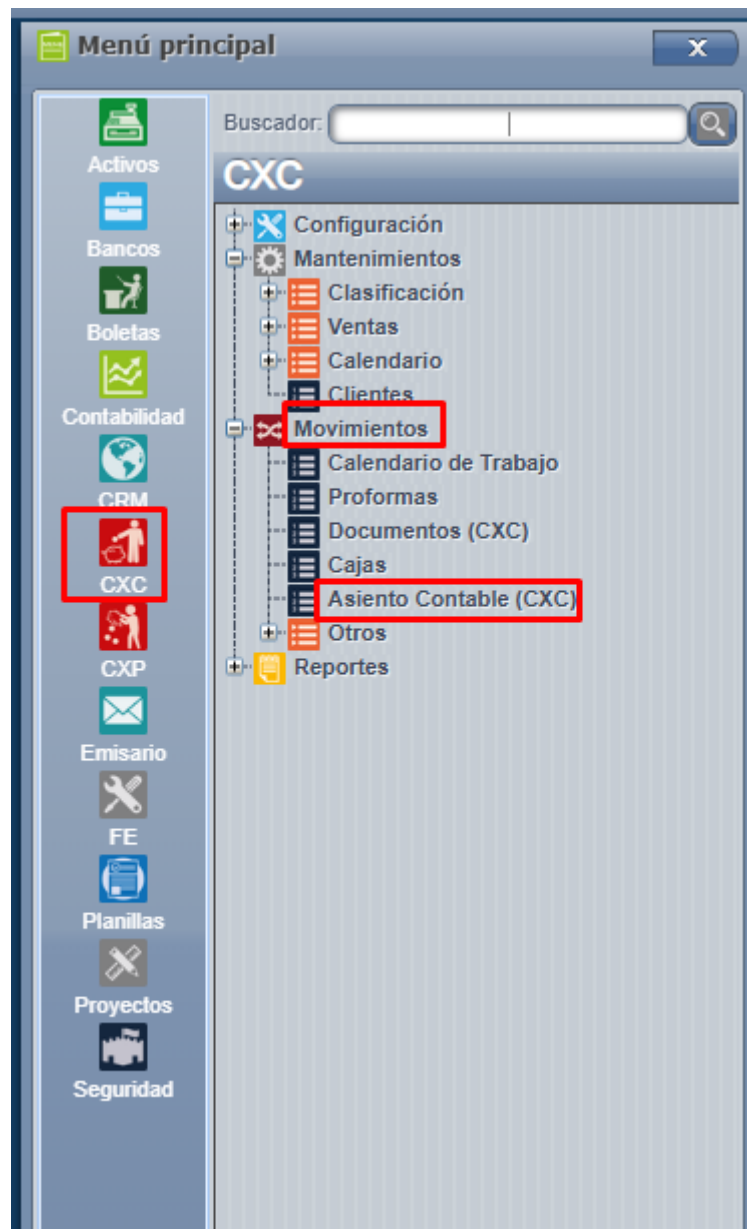 Menú principal
x
Activos
Bancos
Boletas
Contabilidad
CRM
CXC
CXP
Emisario
FE
Planillas
Proyectos
Seguridad
Buscador:
CXC
Configuración
Mantenimientos
Clasificación
Ventas
Calendario
Clientes
Movimientos
Calendario de Trabajo
Proformas
Documentos (CXC)
Cajas
Asiento Contable (CXC)
Otros
Reportes